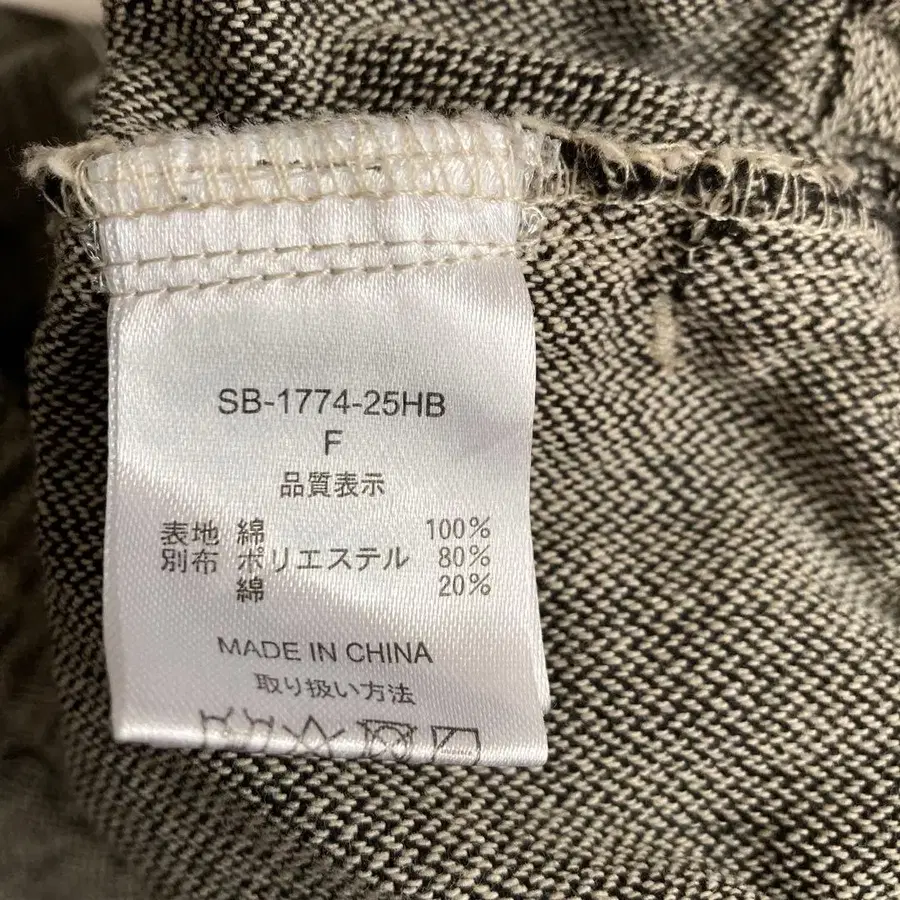 SB-1774-25HB
F
品質表示
表地 綿 100%
別布 ポリエステル 80%
綿 20%
MADE IN CHINA
取り扱い方法